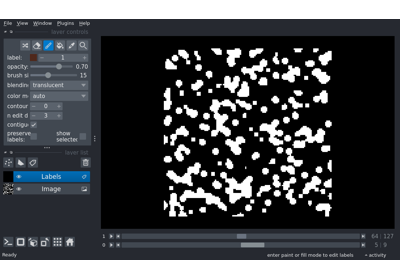 File View Window Plugins Help
layer controls
label: 1
opacity: 0.70
brush si 15
blendin translucent
color m auto
contour 0
n edit d 3
contigu
preserve labels
show selected
layer list
Labels
Image
1 64 127
0 5 9
Ready enter paint or fill mode to edit labels activity